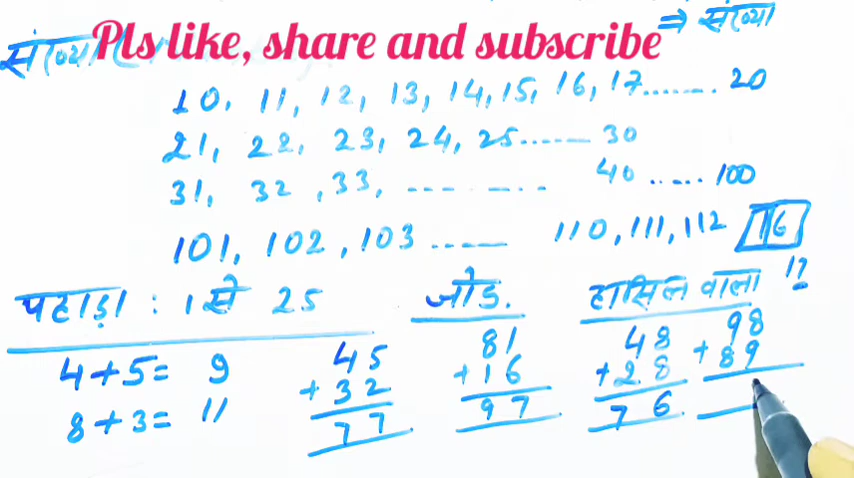 संख्या Pls like, share and subscribe ⇒ संख्या
10, 11, 12, 13, 14, 15, 16, 17....... 20
21, 22, 23, 24, 25...... 30
31, 32, 33, ......... 40 ..... 100
101, 102, 103 ...... 110, 111, 112 116
पहाड़ा : 1 से 25 जोड़. हासिल वाला 17
4+5= 9 45 +32 77 81 +16 97 48 +28 76 98 +89
8+3= 11